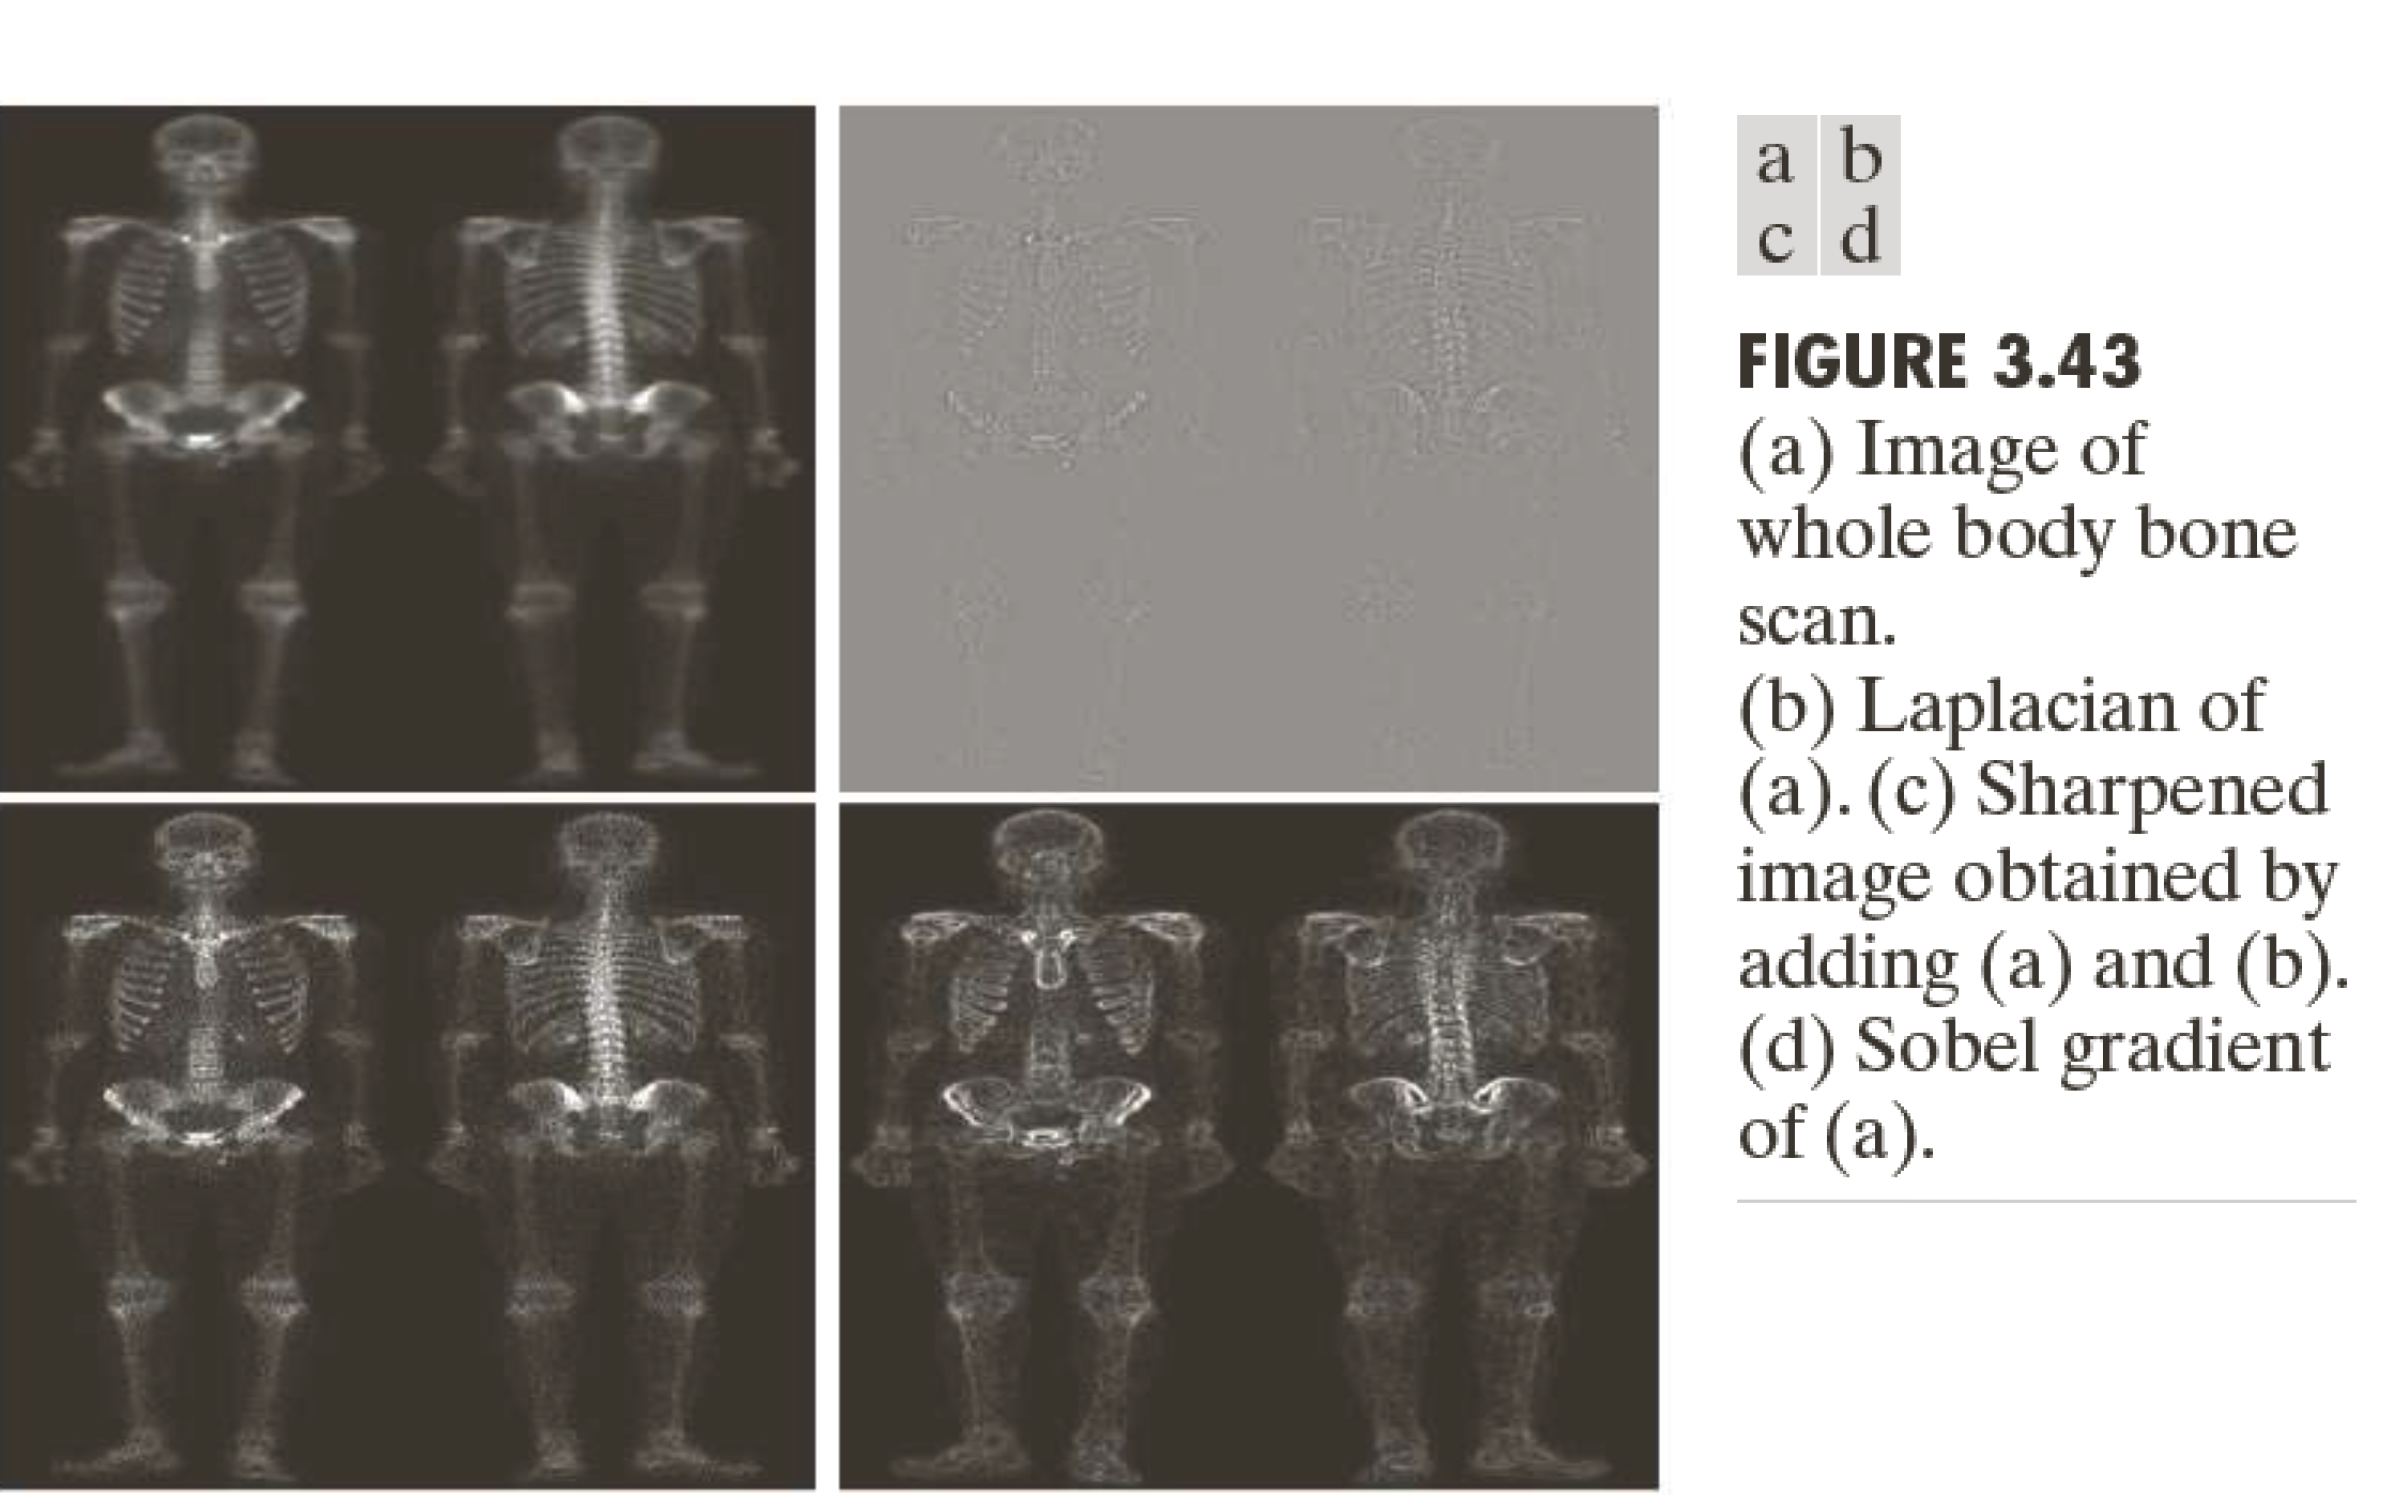 a b
c d
FIGURE 3.43
(a) Image of
whole body bone
scan.
(b) Laplacian of
(a). (c) Sharpened
image obtained by
adding (a) and (b).
(d) Sobel gradient
of (a).